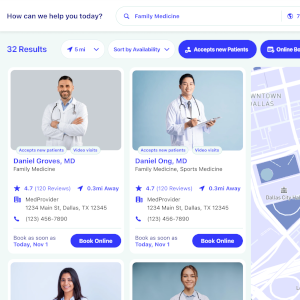 How can we help you today?
Family Medicine
32 Results
5 mi
Sort by Availability
Accepts new Patients
Online Bo
Accepts new patients
Video visits
Daniel Groves, MD
Family Medicine
4.7 (120 Reviews)
0.3mi Away
MedProvider
1234 Main St, Dallas, TX 12345
(123) 456-7890
Book as soon as
Today, Nov 1
Book Online
Accepts new patients
Video visits
Daniel Ong, MD
Family Medicine, Sports Medicine
4.7 (120 Reviews)
0.3mi Away
MedProvider
1234 Main St, Dallas, TX 12345
(123) 456-7890
Book as soon as
Today, Nov 1
Book Online
DOWNTOWN
DALLAS
Dallas City H